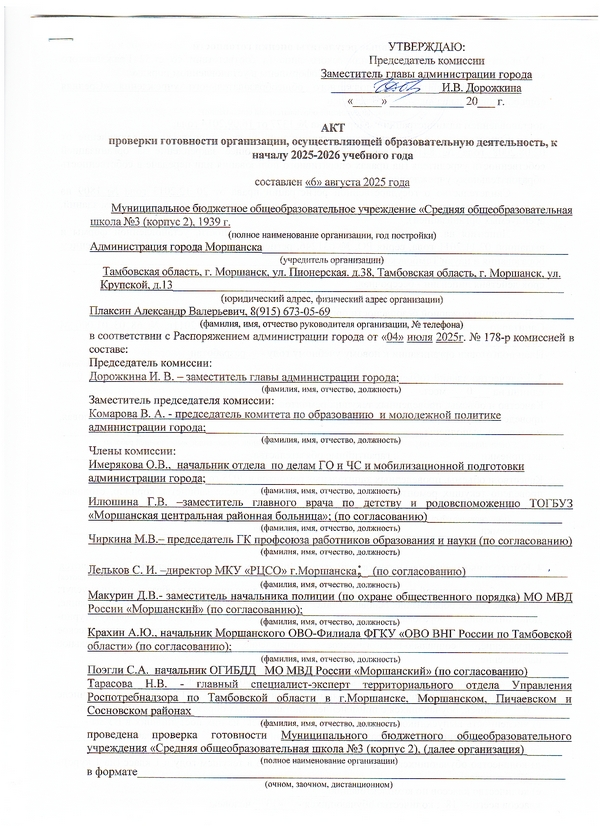 УТВЕРЖДАЮ:
Председатель комиссии
Заместитель главы администрации города
И.В. Дорожкина
«_____» ______________ 20___ г.
АКТ
проверки готовности организации, осуществляющей образовательную деятельность, к
началу 2025-2026 учебного года
составлен «6» августа 2025 года
Муниципальное бюджетное общеобразовательное учреждение «Средняя общеобразовательная
школа №3 (корпус 2), 1939 г.
(полное наименование организации, год постройки)
Администрация города Моршанска
(учредитель организации)
Тамбовская область, г. Моршанск, ул. Пионерская. д.38, Тамбовская область, г. Моршанск, ул.
Крупской, д.13
(юридический адрес, физический адрес организации)
Плаксин Александр Валерьевич, 8(915) 673-05-69
(фамилия, имя, отчество руководителя организации, № телефона)
в соответствии с Распоряжением администрации города от «04» июля 2025г. № 178-р комиссией в
составе:
Председатель комиссии:
Дорожкина И. В. – заместитель главы администрации города;
(фамилия, имя, отчество, должность)
Заместитель председателя комиссии:
Комарова В. А. - председатель комитета по образованию и молодежной политике
администрации города;
(фамилия, имя, отчество, должность)
Члены комиссии:
Имерякова О.В., начальник отдела по делам ГО и ЧС и мобилизационной подготовки
администрации города;
(фамилия, имя, отчество, должность)
Илюшина Г.В. –заместитель главного врача по детству и родовспоможению ТОГБУЗ
«Моршанская центральная районная больница»; (по согласованию)
(фамилия, имя, отчество, должность)
Чиркина М.В.– председатель ГК профсоюза работников образования и науки (по согласованию)
(фамилия, имя, отчество, должность)
Лельков С. И. –директор МКУ «РЦСО» г.Моршанска; (по согласованию)
(фамилия, имя, отчество, должность)
Макурин Д.В.- заместитель начальника полиции (по охране общественного порядка) МО МВД
России «Моршанский» (по согласованию);
(фамилия, имя, отчество, должность)
Крахин А.Ю., начальник Моршанского ОВО-Филиала ФГКУ «ОВО ВНГ России по Тамбовской
области» (по согласованию);
(фамилия, имя, отчество, должность)
Поэгли С.А. начальник ОГИБДД МО МВД России «Моршанский» (по согласованию)
Тарасова Н.В. - главный специалист-эксперт территориального отдела Управления
Роспотребнадзора по Тамбовской области в г.Моршанске, Моршанском, Пичаевском и
Сосновском районах
(фамилия, имя, отчество, должность)
проведена проверка готовности Муниципального бюджетного общеобразовательного
учреждения «Средняя общеобразовательная школа №3 (корпус 2), (далее организация)
(полное наименование организации)
в формате
(очном, заочном, дистанционном)